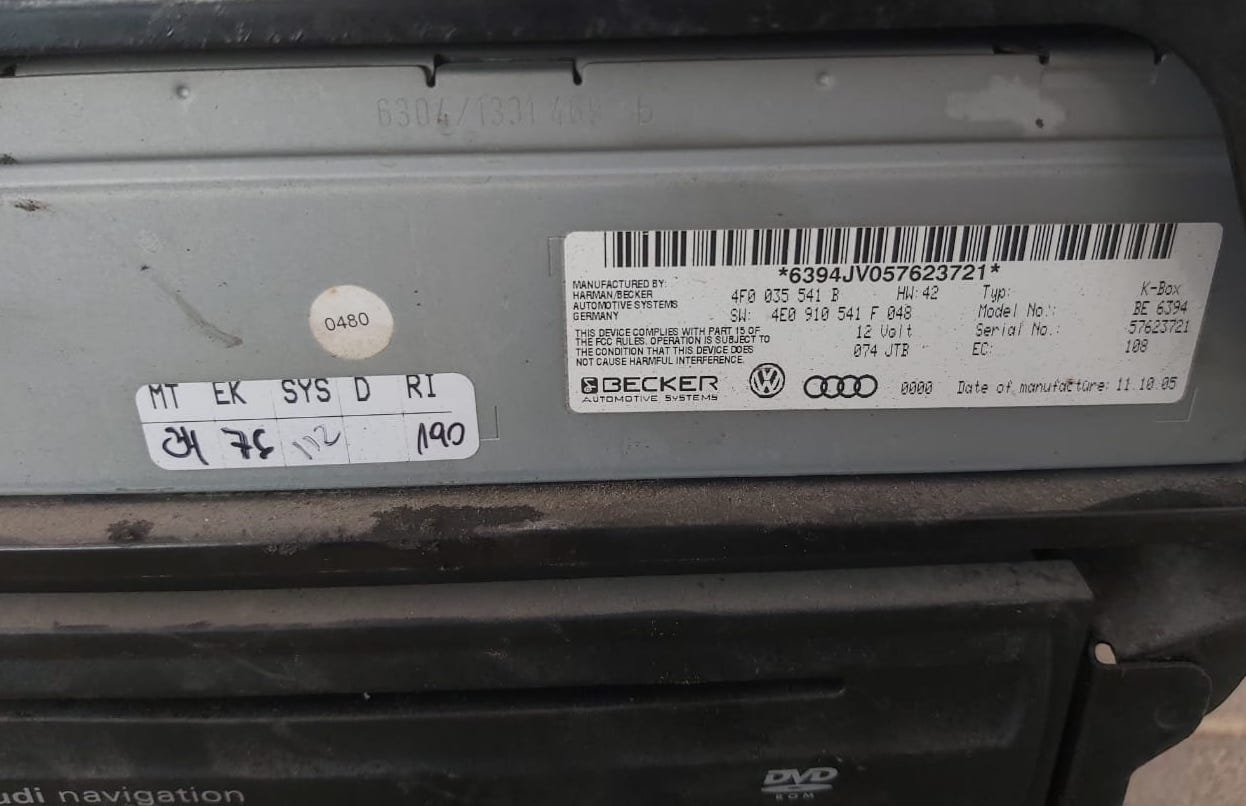 *6394JV057623721*
MANUFACTURED BY:
HARMAN/BECKER
AUTOMOTIVE SYSTEMS
GERMANY
THIS DEVICE COMPLIES WITH PART 15 OF
THE FCC RULES. OPERATION IS SUBJECT TO
THE CONDITION THAT THIS DEVICE DOES
NOT CAUSE HARMFUL INTERFERENCE.
4F0 035 541 B HW: 42
SW: 4E0 910 541 F 048
12 Volt
074 JTB
Typ: K-Box
Model No.: BE 6394
Serial No.: 57623721
EC: 108
BECKER
AUTOMOTIVE SYSTEMS
0000 Date of manufacture: 11.10.05
0480
MT EK SYS D RI
76 112 190
udi navigation
DVD
ROM